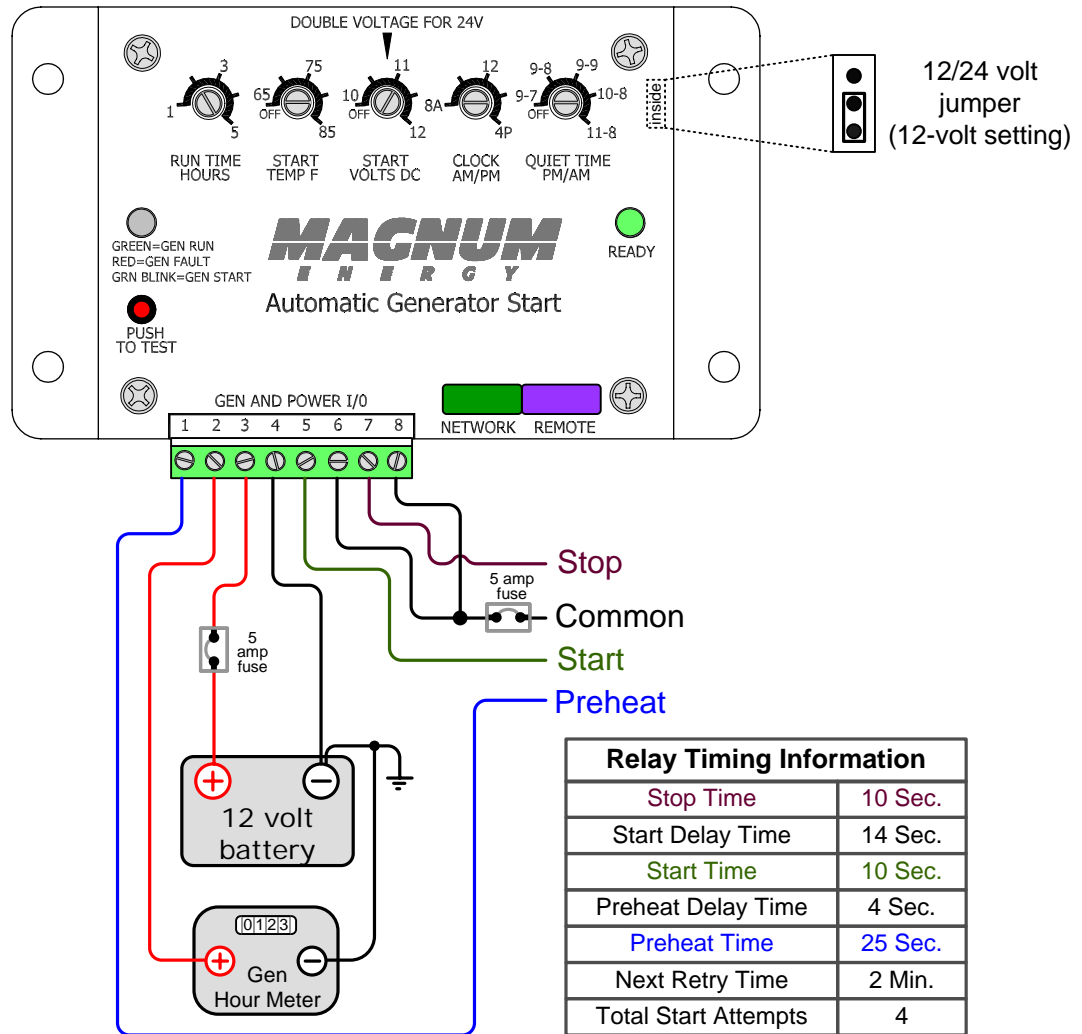 DOUBLE VOLTAGE FOR 24V
1
3
5
RUN TIME
HOURS
65
OFF
75
85
START
TEMP F
10
OFF
11
12
START
VOLTS DC
8A
12
4P
CLOCK
AM/PM
9-7
OFF
9-8
9-9
10-8
11-8
QUIET TIME
PM/AM
inside
12/24 volt
jumper
(12-volt setting)
GREEN=GEN RUN
RED=GEN FAULT
GRN BLINK=GEN START
MAGNUM
ENERGY
Automatic Generator Start
READY
PUSH
TO TEST
GEN AND POWER I/0
1 2 3 4 5 6 7 8
NETWORK REMOTE
Stop
5 amp
fuse
Common
Start
Preheat
5
amp
fuse
+ −
12 volt
battery
0123
+ −
Gen
Hour Meter
Relay Timing Information
Stop Time 10 Sec.
Start Delay Time 14 Sec.
Start Time 10 Sec.
Preheat Delay Time 4 Sec.
Preheat Time 25 Sec.
Next Retry Time 2 Min.
Total Start Attempts 4